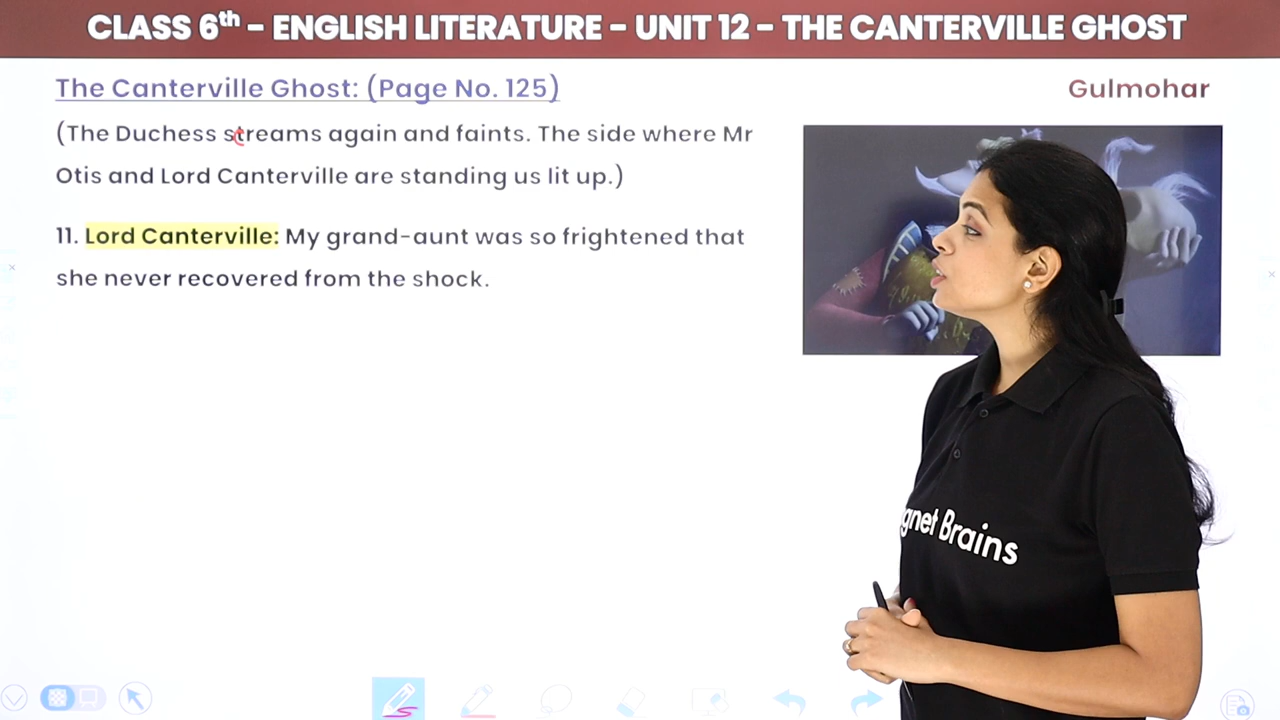 CLASS 6th – ENGLISH LITERATURE – UNIT 12 – THE CANTERVILLE GHOST
The Canterville Ghost: (Page No. 125)
Gulmohar
(The Duchess streams again and faints. The side where Mr
Otis and Lord Canterville are standing us lit up.)
11. Lord Canterville: My grand-aunt was so frightened that
she never recovered from the shock.
gnet Brains